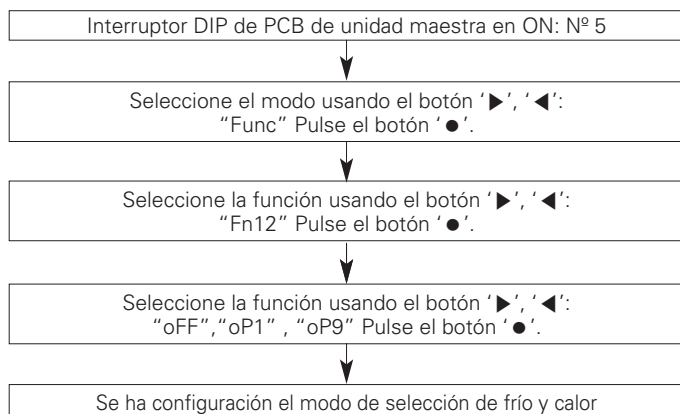 Interruptor DIP de PCB de unidad maestra en ON: Nº 5
Seleccione el modo usando el botón ‘▶’, ‘◀’:
“Func” Pulse el botón ‘●’.
Seleccione la función usando el botón ‘▶’, ‘◀’:
“Fn12” Pulse el botón ‘●’.
Seleccione la función usando el botón ‘▶’, ‘◀’:
“oFF”,“oP1” , “oP9” Pulse el botón ‘●’.
Se ha configuración el modo de selección de frío y calor